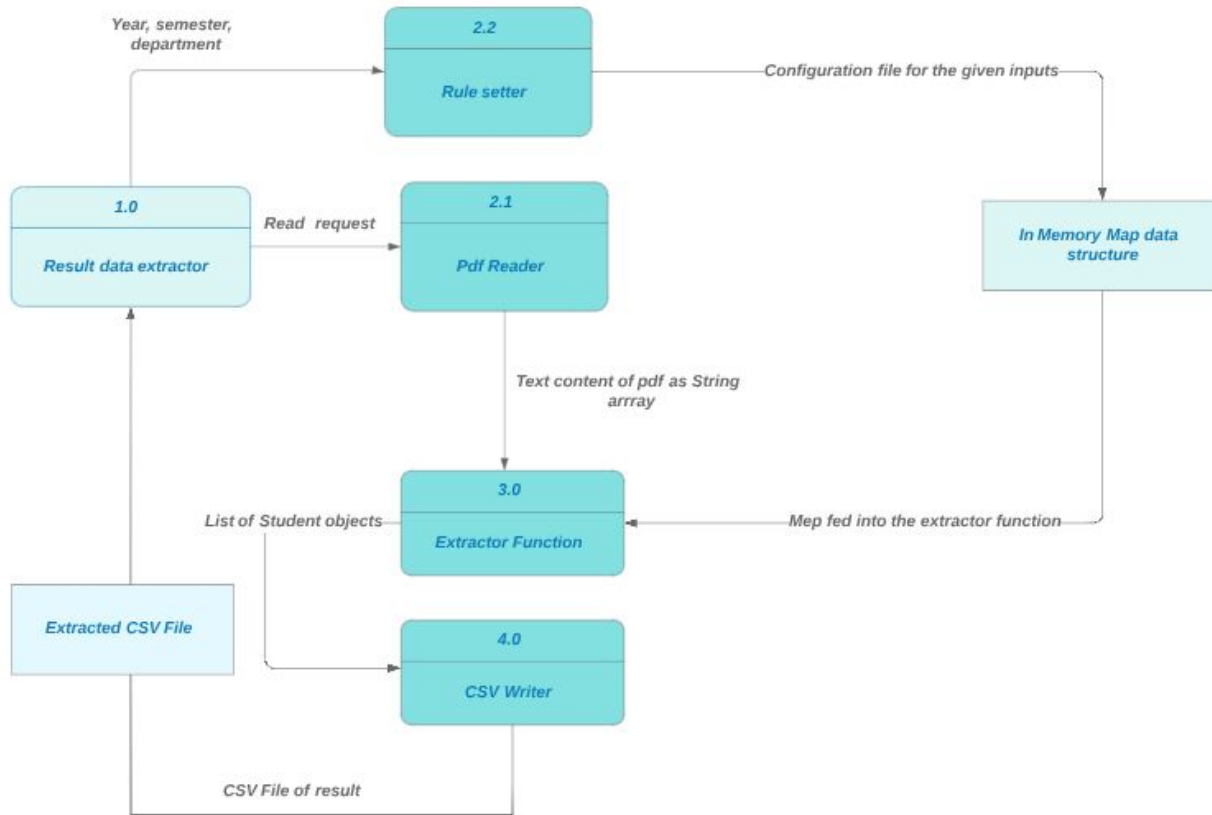 Year, semester,
department
2.2
Rule setter
Configuration file for the given inputs
1.0
Result data extractor
Read request
2.1
Pdf Reader
In Memory Map data
structure
Text content of pdf as String
arrray
3.0
Extractor Function
List of Student objects
Mep fed into the extractor function
Extracted CSV File
4.0
CSV Writer
CSV File of result